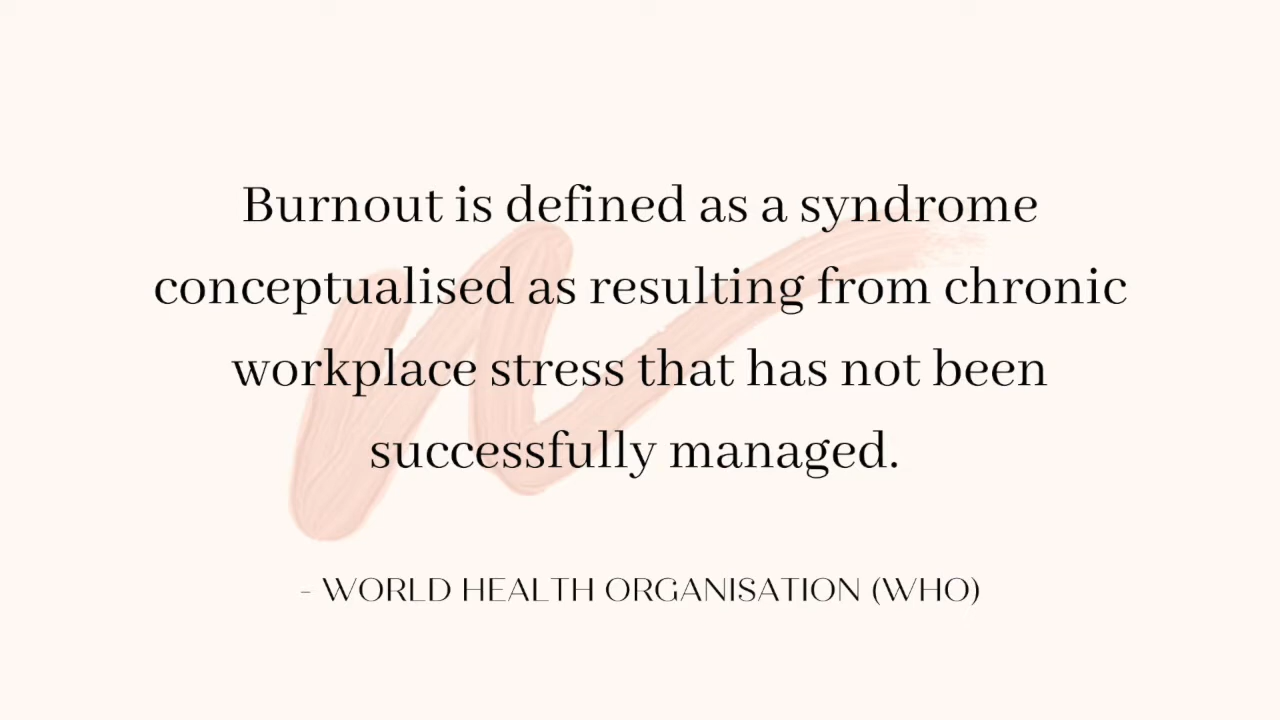 Burnout is defined as a syndrome
conceptualised as resulting from chronic
workplace stress that has not been
successfully managed.
- WORLD HEALTH ORGANISATION (WHO)